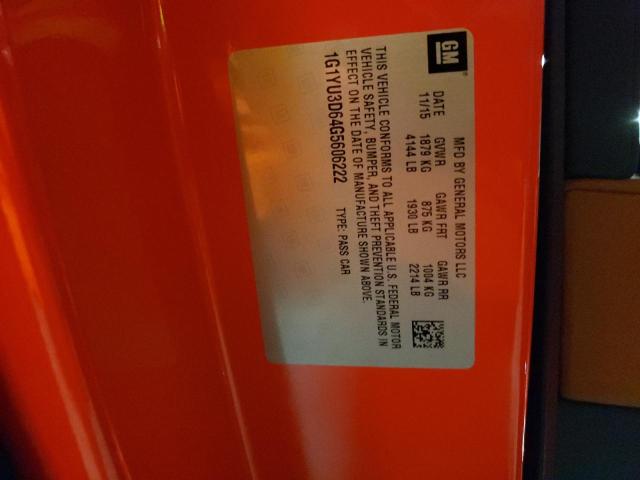 GM
MFD BY GENERAL MOTORS LLC
DATE GVWR GAWR FRT GAWR RR
11/15 1879 KG 875 KG 1004 KG
4144 LB 1930 LB 2214 LB
THIS VEHICLE CONFORMS TO ALL APPLICABLE U.S. FEDERAL MOTOR
VEHICLE SAFETY, BUMPER, AND THEFT PREVENTION STANDARDS IN
EFFECT ON THE DATE OF MANUFACTURE SHOWN ABOVE.
1G1YU3D64G5606222 TYPE: PASS CAR